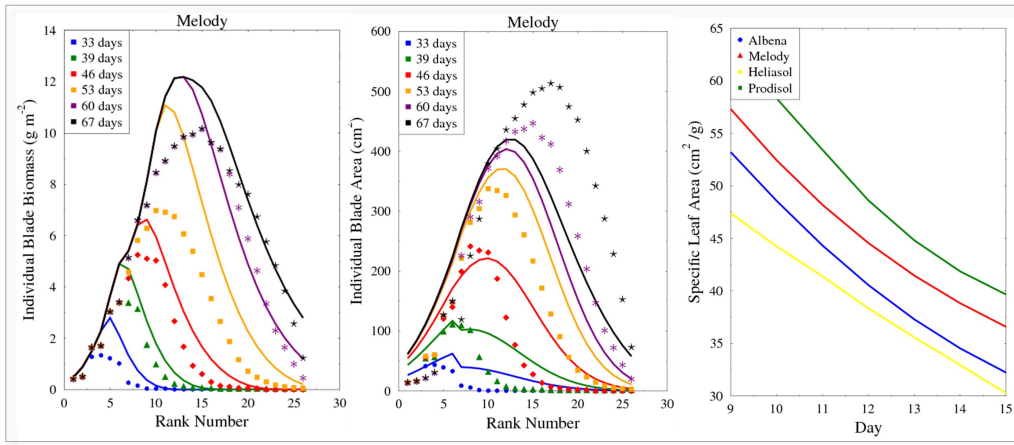 Melody
14
12
10
8
6
4
2
0
Individual Blade Biomass (g m⁻²)
33 days
39 days
46 days
53 days
60 days
67 days
0 5 10 15 20 25 30
Rank Number
Melody
600
500
400
300
200
100
0
Individual Blade Area (cm²)
33 days
39 days
46 days
53 days
60 days
67 days
0 5 10 15 20 25 30
Rank Number
65
60
55
50
45
40
35
30
Specific Leaf Area (cm²/g)
Albena
Melody
Heliasol
Prodisol
9 10 11 12 13 14 15
Day